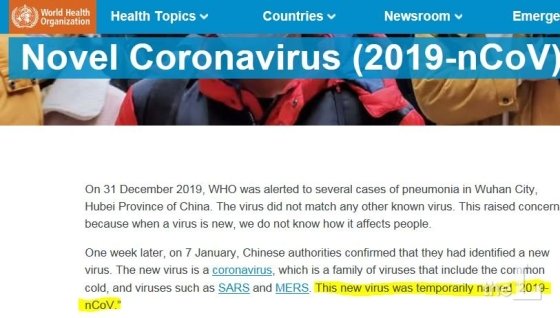 World Health
Organization
Health Topics
Countries
Newsroom
Emerge
Novel Coronavirus (2019-nCoV)
On 31 December 2019, WHO was alerted to several cases of pneumonia in Wuhan City,
Hubei Province of China. The virus did not match any other known virus. This raised concern
because when a virus is new, we do not know how it affects people.
One week later, on 7 January, Chinese authorities confirmed that they had identified a new
virus. The new virus is a coronavirus, which is a family of viruses that include the common
cold, and viruses such as SARS and MERS. This new virus was temporarily named “2019-
nCoV.”